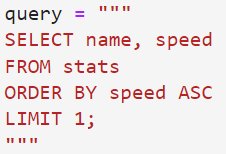 query = """
SELECT name, speed
FROM stats
ORDER BY speed ASC
LIMIT 1;
"""